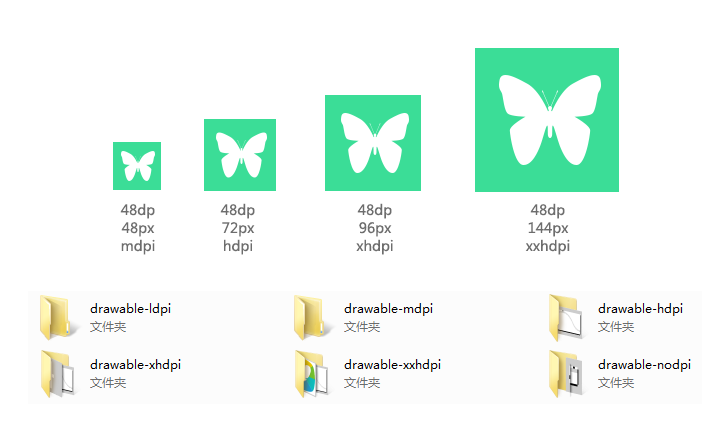 48dp
48px
mdpi
48dp
72px
hdpi
48dp
96px
xhdpi
48dp
144px
xxhdpi
drawable-ldpi
文件夹
drawable-mdpi
文件夹
drawable-hdpi
文件夹
drawable-xhdpi
文件夹
drawable-xxhdpi
文件夹
drawable-nodpi
文件夹